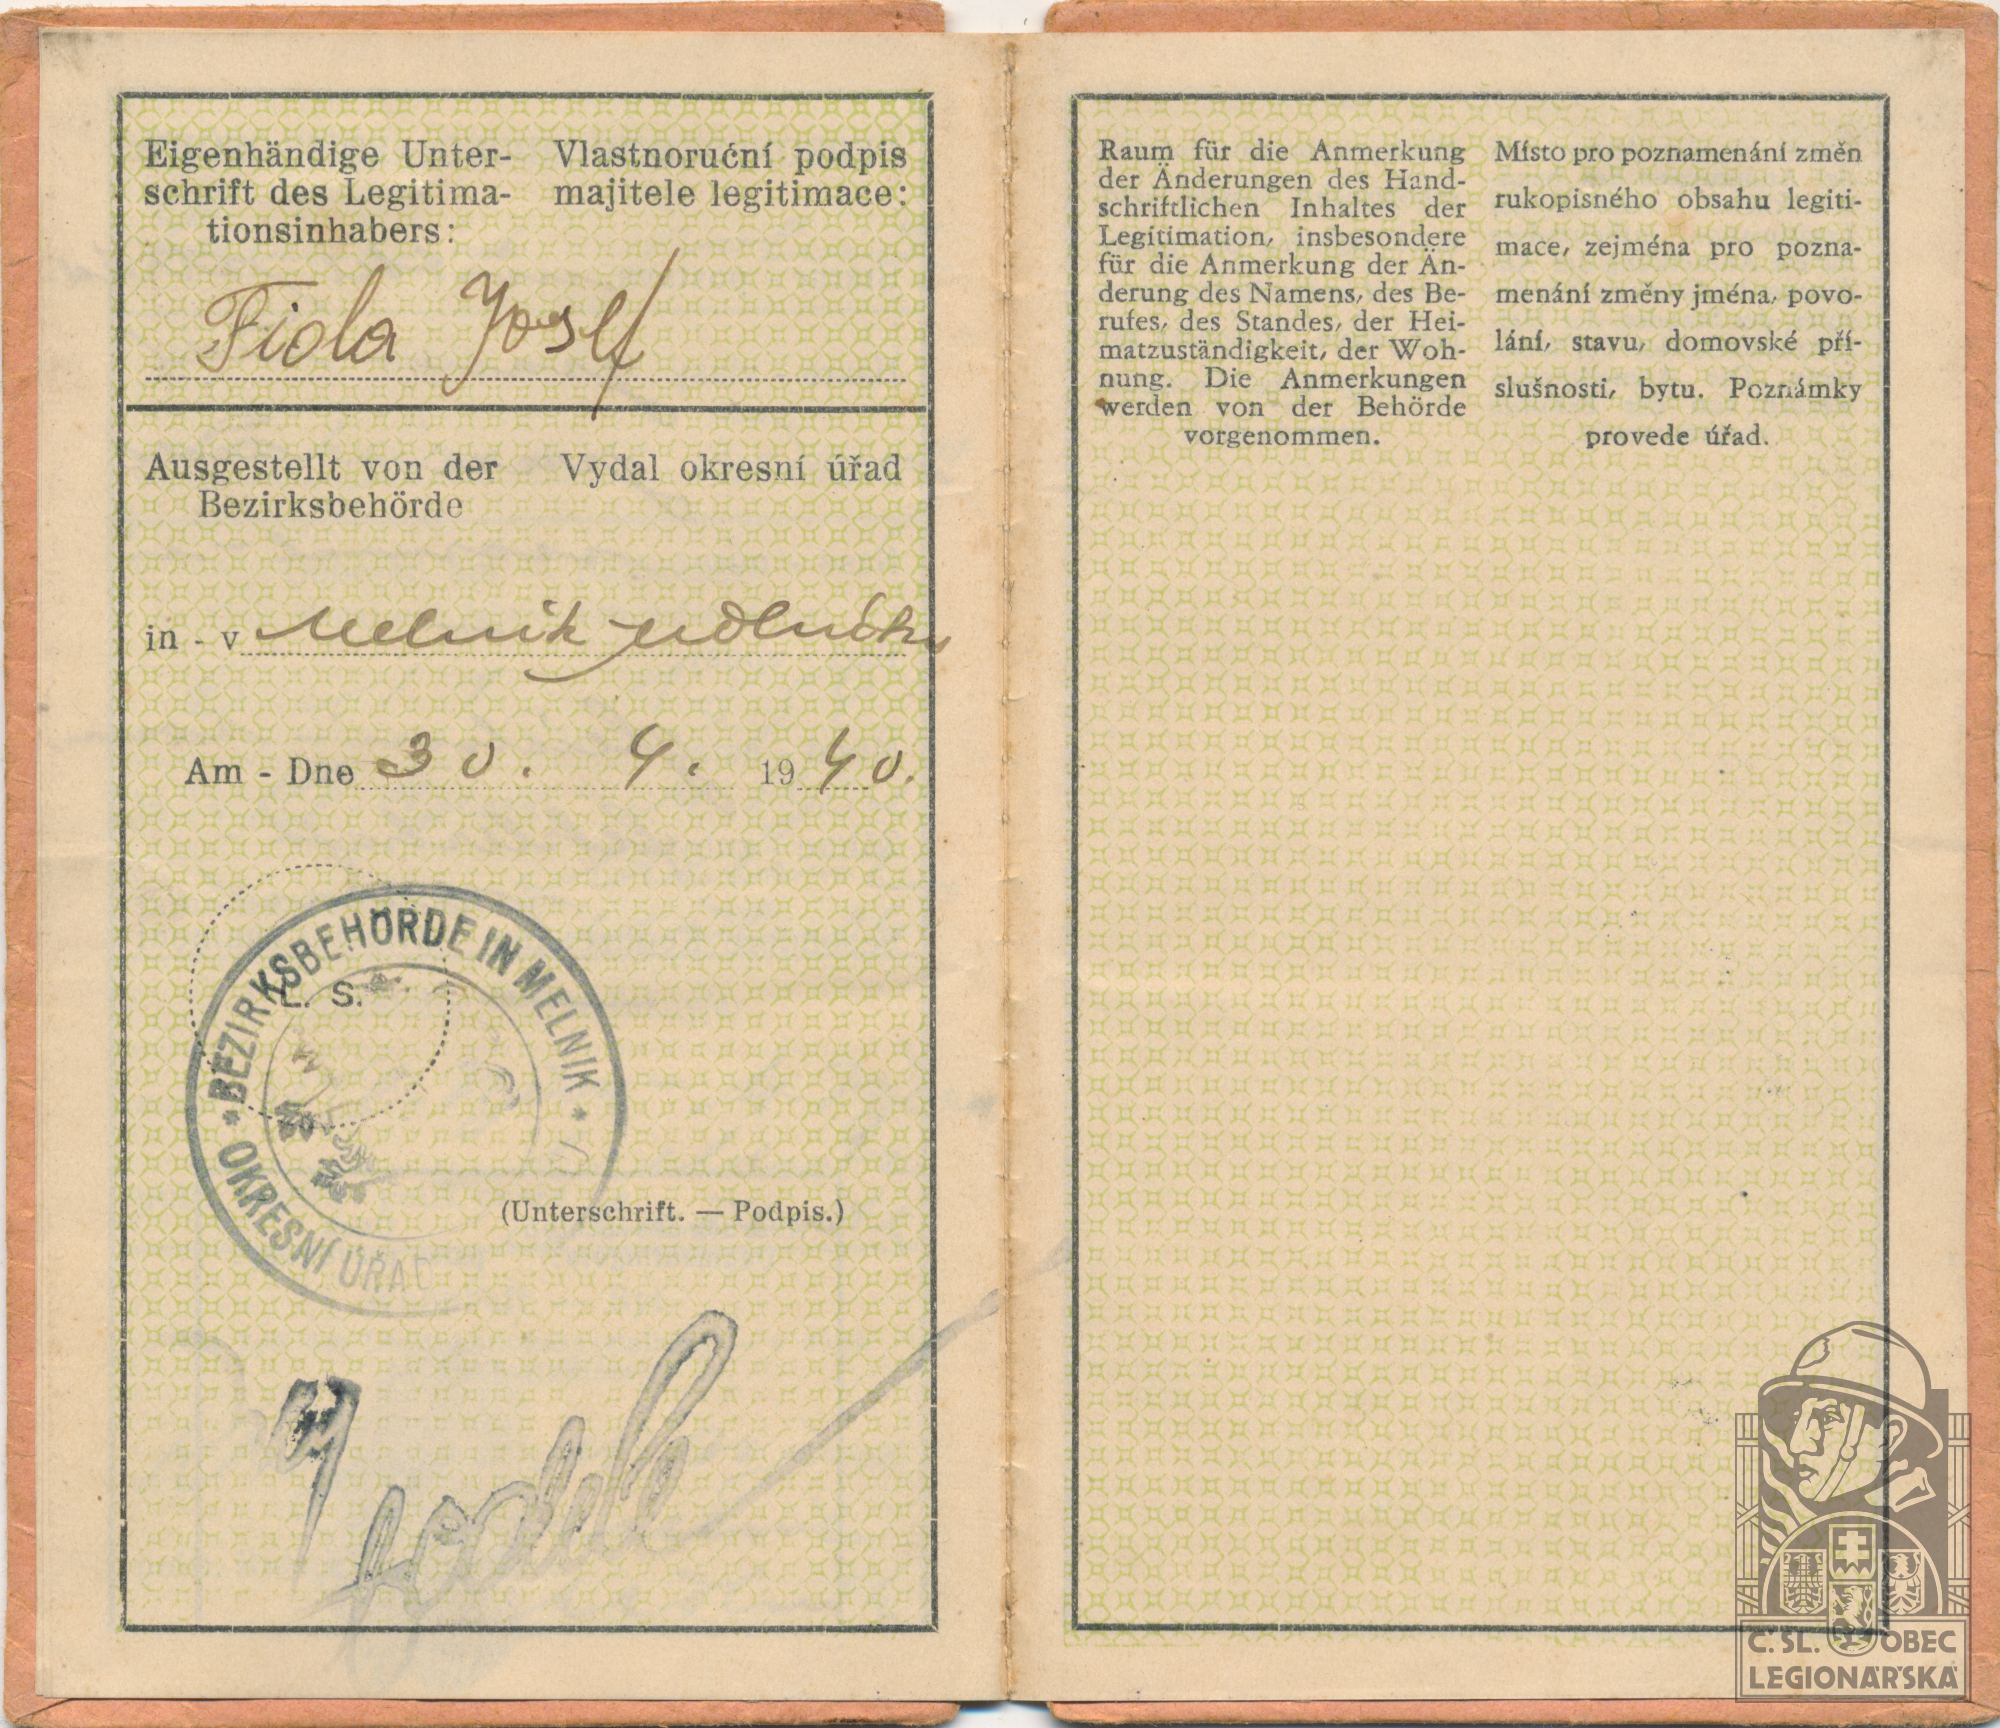 Eigenhändige Unter-
schrift des Legitima-
tionsinhabers:
Vlastnoruční podpis
majitele legitimace:
Fiola Josef
Ausgestellt von der
Bezirksbehörde
Vydal okresní úřad
in - v Melnik
Am - Dne 30. 4. 1940.
L. S.
* BEZIRKSBEHÖRDE IN MELNIK *
OKRESNÍ ÚŘAD
(Unterschrift. — Podpis.)
Raum für die Anmerkung
der Änderungen des Hand-
schriftlichen Inhaltes der
Legitimation, insbesondere
für die Anmerkung der Än-
derung des Namens, des Be-
rufes, des Standes, der Hei-
matzuständigkeit, der Woh-
nung. Die Anmerkungen
werden von der Behörde
vorgenommen.
Místo pro poznamenání změn
rukopisného obsahu legiti-
mace, zejména pro pozna-
menání změny jména, povo-
lání, stavu, domovské pří-
slušnosti, bytu. Poznámky
provede úřad.
Č. SL. OBEC
LEGIONÁŘSKÁ